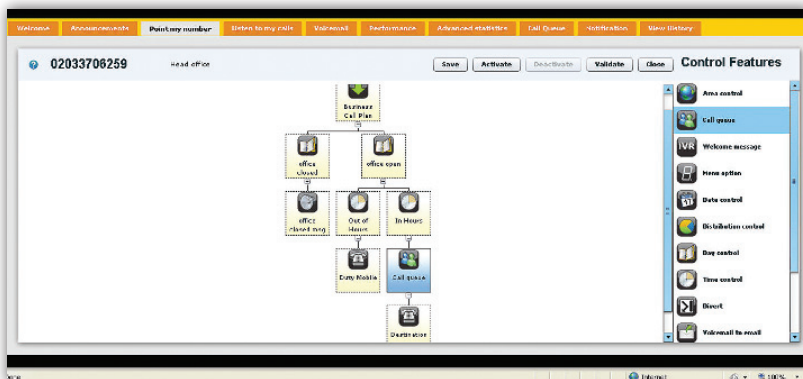 Welcome Announcements Point my number Listen to my calls Voicemail Performance Advanced statistics Call Queue Notification View History
? 02033706259 Head office Save Activate Deactivate Validate Close Control Features
Business
Call Plan
office
closed
office open
office
closed msg
Out of
Hours
In Hours
Duty Mobile
Call queue
Destination
Area control
Call queue
IVR Welcome message
Menu option
Date control
Distribution control
Day control
Time control
Divert
Voicemail to email
Internet 100%